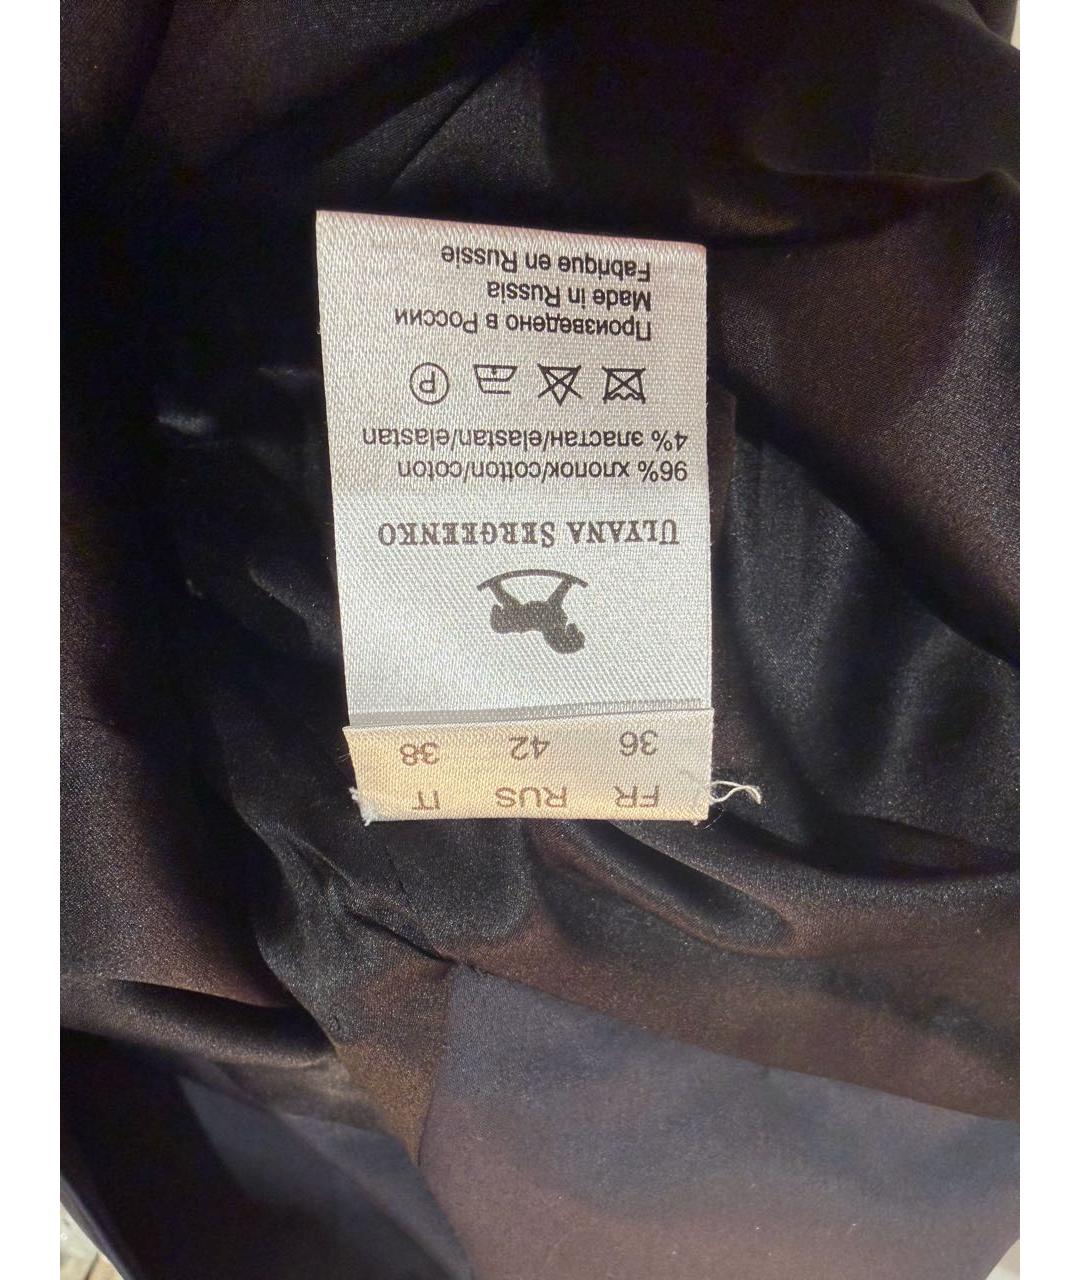 FR RUS IT
36 42 38
ULYANA SERGEENKO
96% хлопок/cotton/coton
4% эластан/elastan/elastan
P
Произведено в России
Made in Russia
Fabrique en Russie